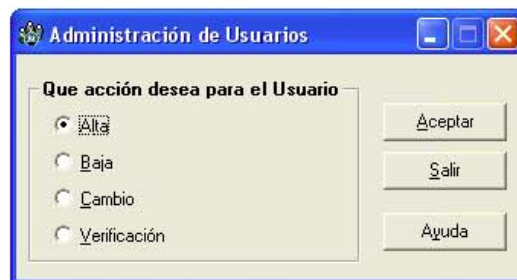 Administración de Usuarios
Que acción desea para el Usuario
Alta
Baja
Cambio
Verificación
Aceptar
Salir
Ayuda